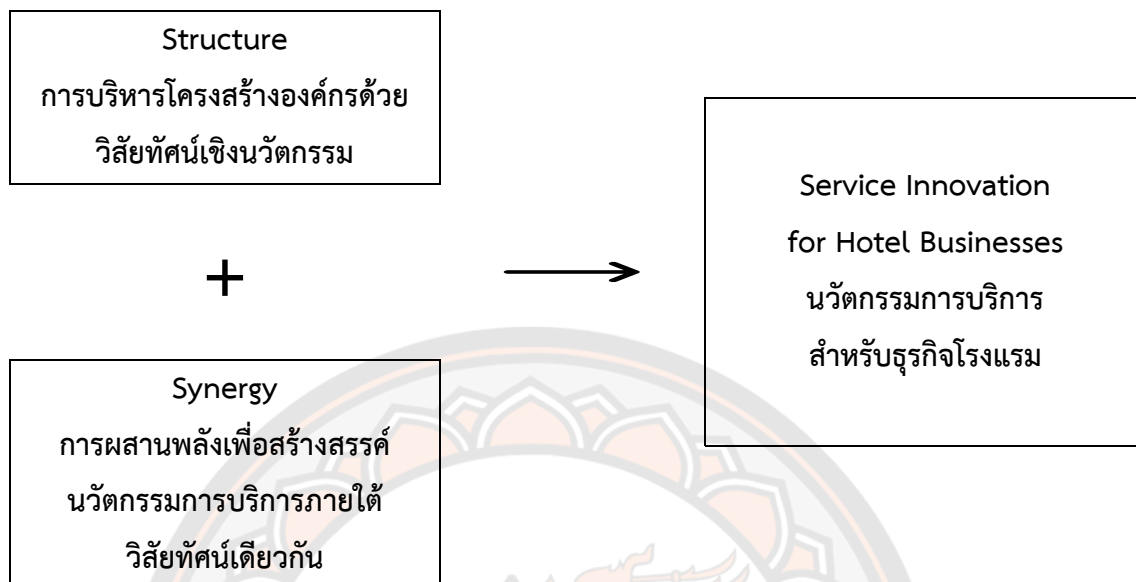 Structure
การบริหารโครงสร้างองค์กรด้วย
วิสัยทัศน์เชิงนวัตกรรม
+
Synergy
การผสานพลังเพื่อสร้างสรรค์
นวัตกรรมการบริการภายใต้
วิสัยทัศน์เดียวกัน
Service Innovation
for Hotel Businesses
นวัตกรรมการบริการ
สำหรับธุรกิจโรงแรม